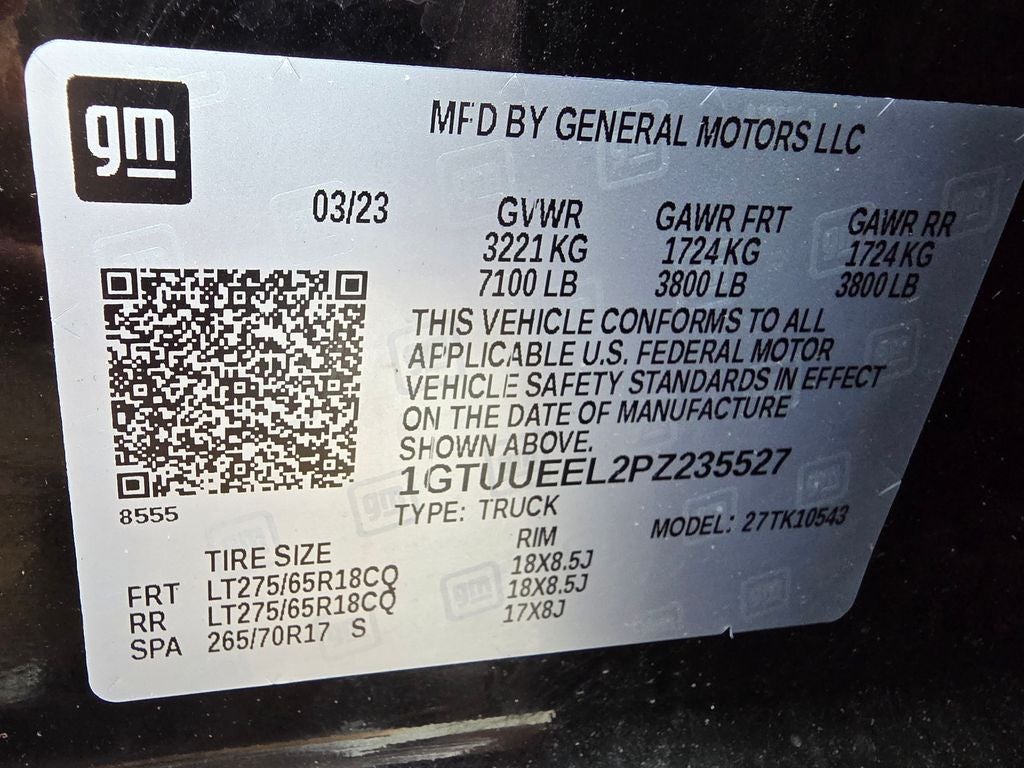 gm
MFD BY GENERAL MOTORS LLC
03/23 GVWR GAWR FRT GAWR RR
3221 KG 1724 KG 1724 KG
7100 LB 3800 LB 3800 LB
THIS VEHICLE CONFORMS TO ALL
APPLICABLE U.S. FEDERAL MOTOR
VEHICLE SAFETY STANDARDS IN EFFECT
ON THE DATE OF MANUFACTURE
SHOWN ABOVE.
1GTUUEEL2PZ235527
8555
TYPE: TRUCK MODEL: 27TK10543
TIRE SIZE RIM
FRT LT275/65R18CQ 18X8.5J
RR LT275/65R18CQ 18X8.5J
SPA 265/70R17 S 17X8J